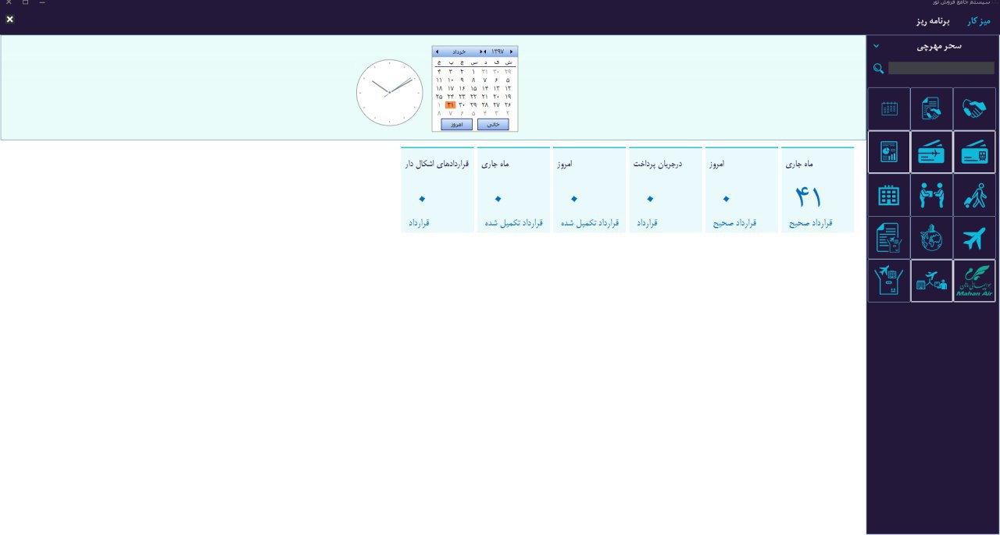 سیستم جامع فروش تور
میز کار
برنامه ریز
سحر مهرچی
خرداد ۱۳۹۷
ش ی د س چ پ ج
۲۹ ۳۰ ۳۱ ۱ ۲ ۳ ۴
۵ ۶ ۷ ۸ ۹ ۱۰ ۱۱
۱۲ ۱۳ ۱۴ ۱۵ ۱۶ ۱۷ ۱۸
۱۹ ۲۰ ۲۱ ۲۲ ۲۳ ۲۴ ۲۵
۲۶ ۲۷ ۲۸ ۲۹ ۳۰ ۳۱ ۱
۲ ۳ ۴ ۵ ۶ ۷ ۸
خالی
امروز
ماه جاری
۴۱
قرارداد صحیح
امروز
۰
قرارداد صحیح
درجریان پرداخت
۰
قرارداد
امروز
۰
قرارداد تکمیل شده
ماه جاری
۰
قرارداد تکمیل شده
قراردادهای اشکال دار
۰
قرارداد
هواپیمائی ماهان
Mahan Air